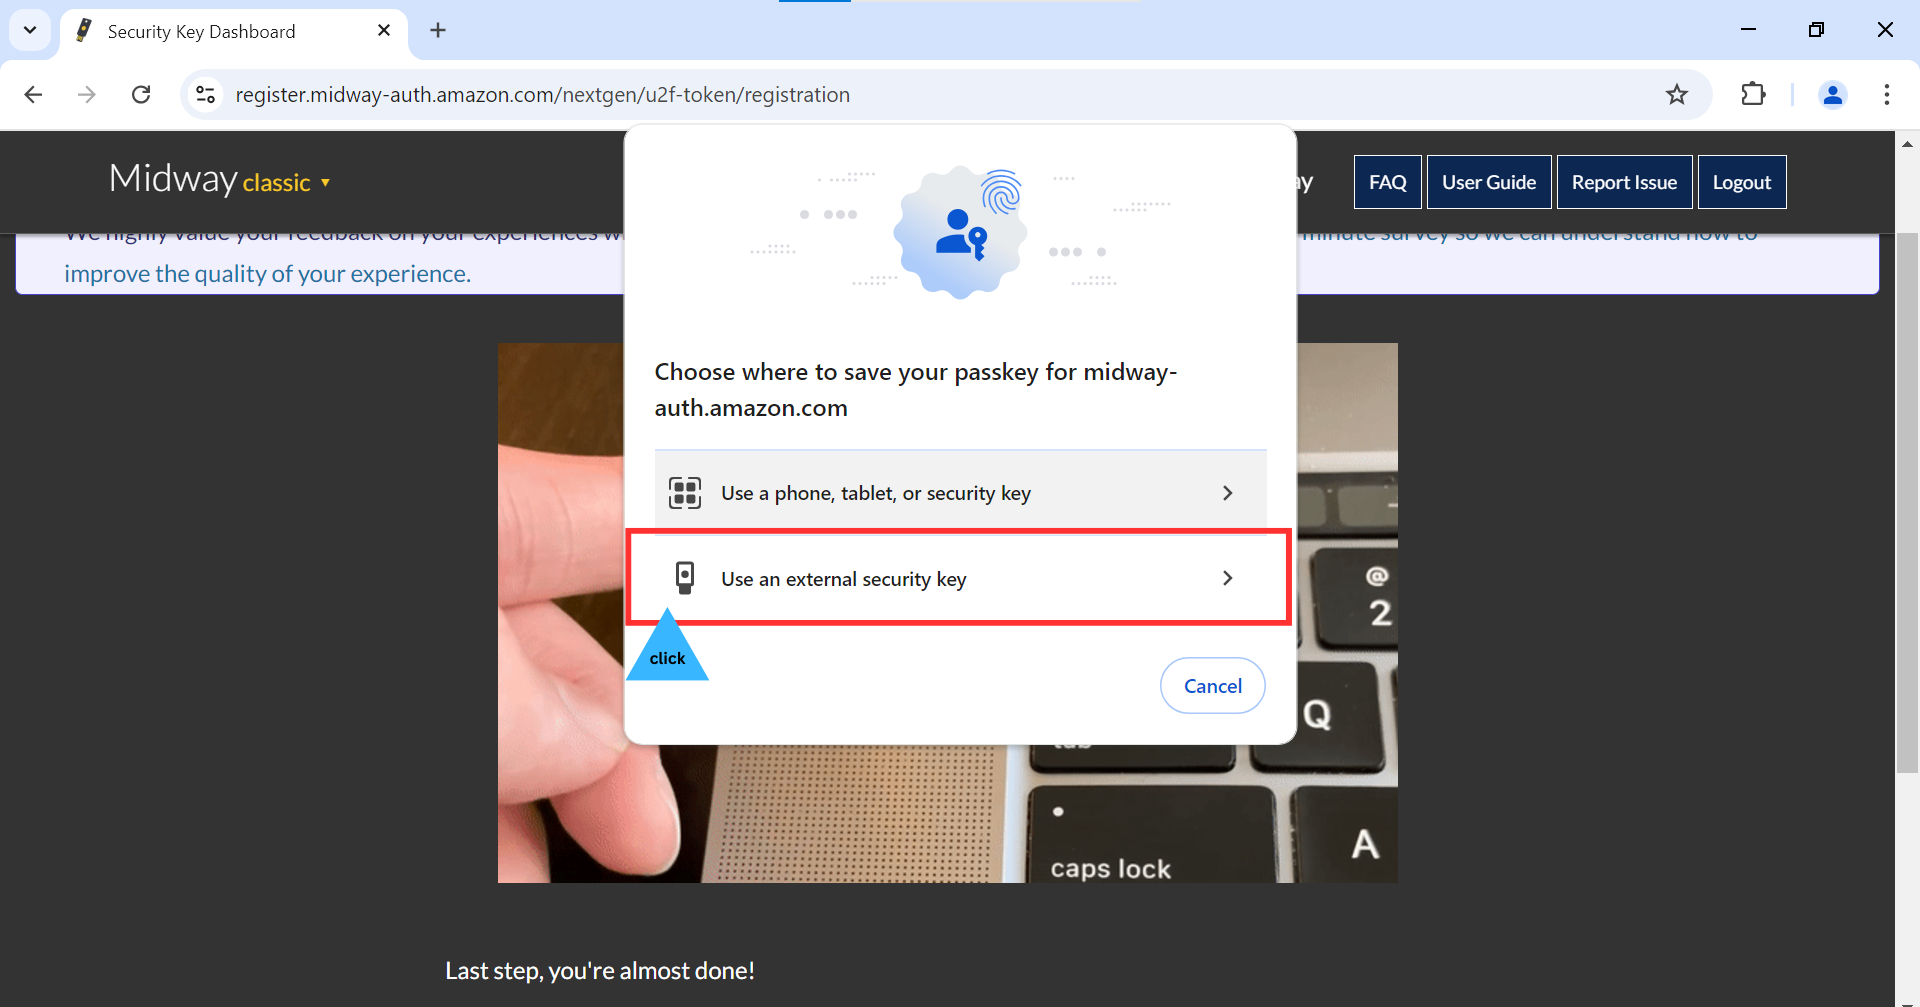 Security Key Dashboard
register.midway-auth.amazon.com/nextgen/u2f-token/registration
Midway classic
FAQ
User Guide
Report Issue
Logout
We highly value your feedback on your experiences
minute survey so we can understand how to
improve the quality of your experience.
Choose where to save your passkey for midway-
auth.amazon.com
Use a phone, tablet, or security key
Use an external security key
click
Cancel
@
2
Q
tab
caps lock
A
Last step, you're almost done!